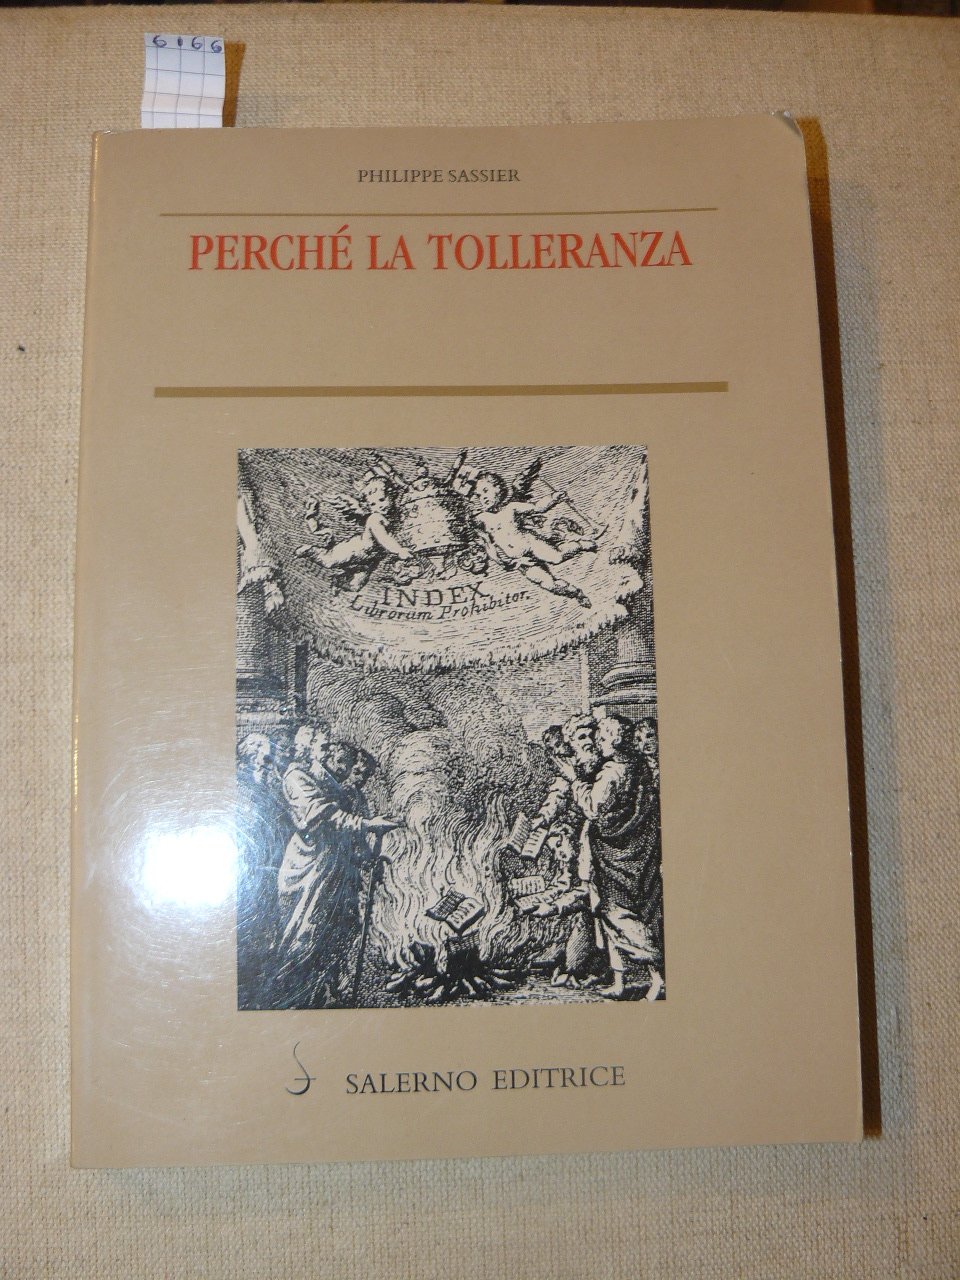 6166
PHILIPPE SASSIER
PERCHÉ LA TOLLERANZA
INDEX
Librorum Prohibitor.
SALERNO EDITRICE